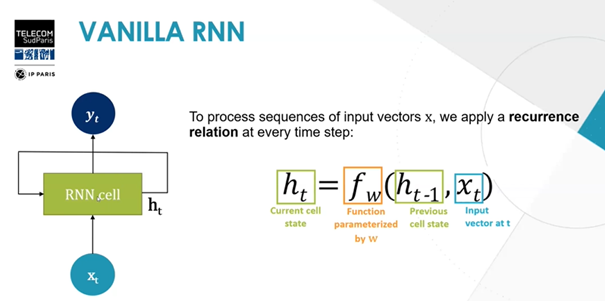 TELECOM
SudParis
IP PARIS
VANILLA RNN
To process sequences of input vectors x, we apply a recurrence
relation at every time step:
y_t
RNN cell
h_t
x_t
h_t = f_w(h_{t-1}, x_t)
Current cell
state
Function
parameterized
by W
Previous
cell state
Input
vector at t